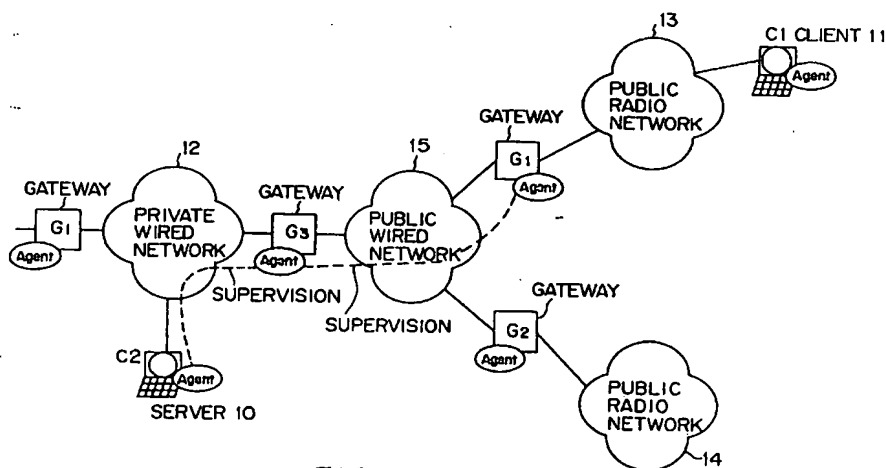 13
C1 CLIENT 11
Agent
PUBLIC
RADIO
NETWORK
GATEWAY
G1
Agent
12
15
GATEWAY
G1
Agent
PRIVATE
WIRED
NETWORK
GATEWAY
G3
Agent
PUBLIC
WIRED
NETWORK
SUPERVISION
SUPERVISION
GATEWAY
G2
Agent
C2
Agent
SERVER 10
PUBLIC
RADIO
NETWORK
14